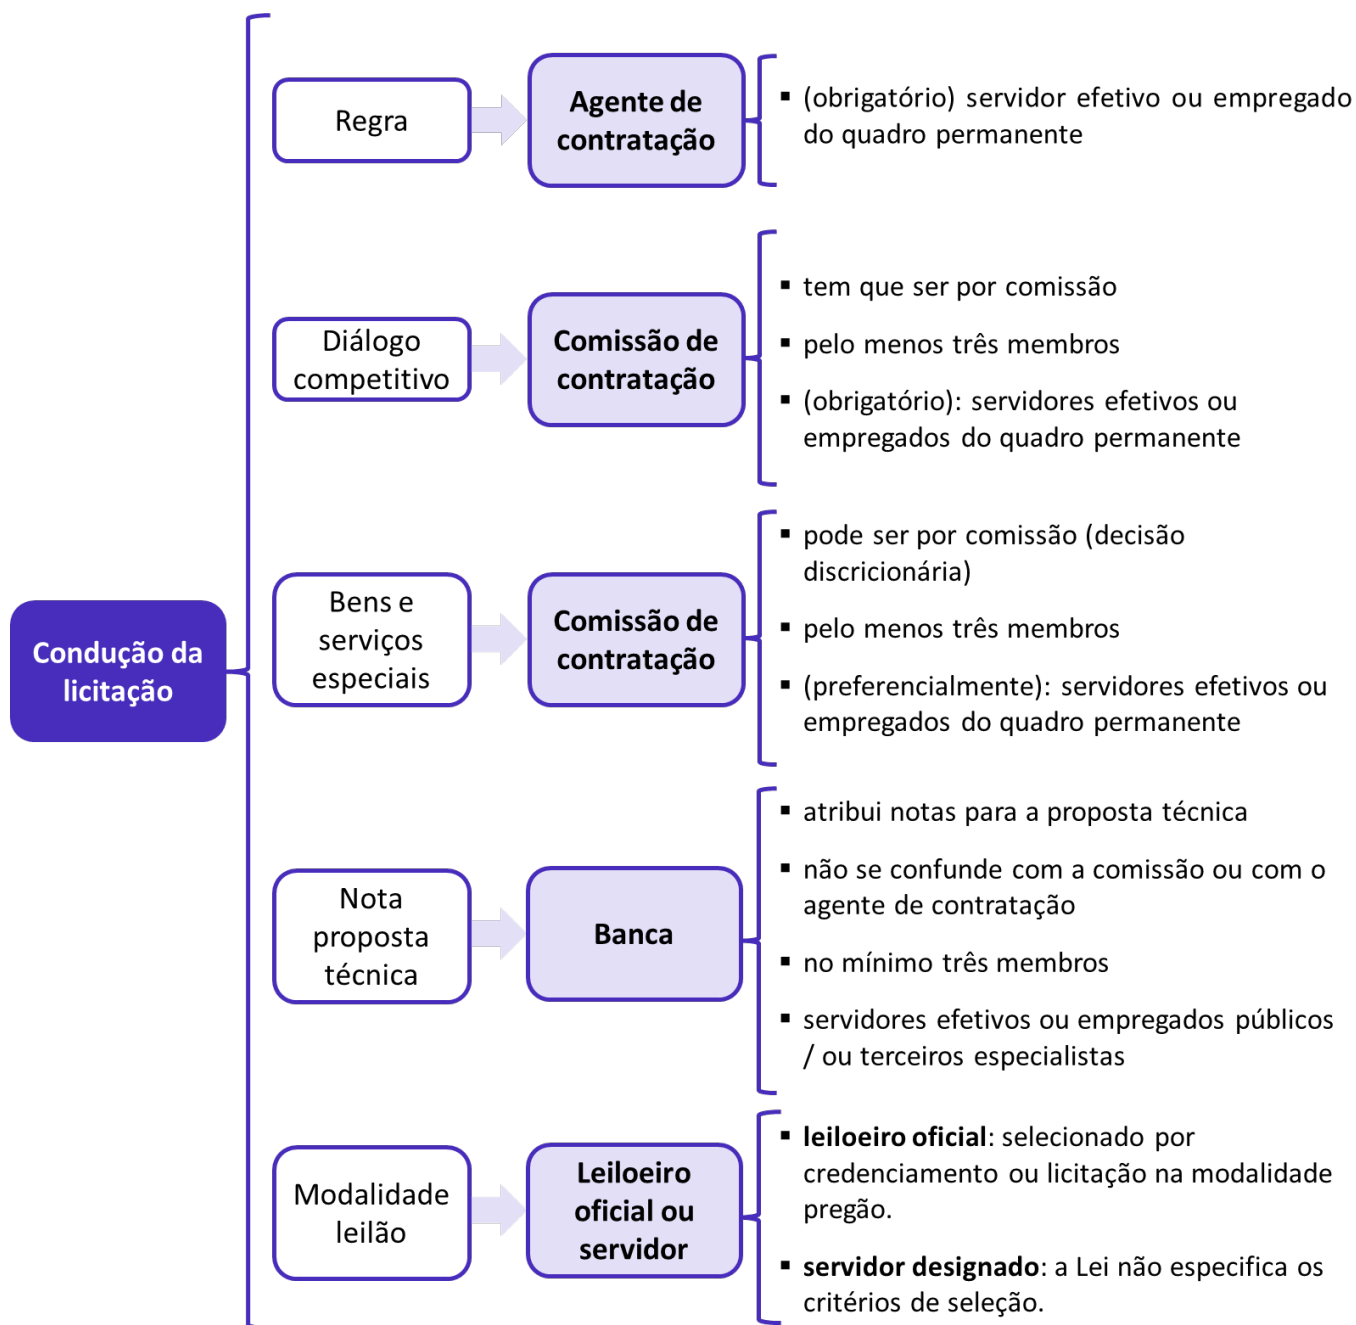 Condução da
licitação
Regra
Agente de
contratação
▪ (obrigatório) servidor efetivo ou empregado
do quadro permanente
Diálogo
competitivo
Comissão de
contratação
▪ tem que ser por comissão
▪ pelo menos três membros
▪ (obrigatório): servidores efetivos ou
empregados do quadro permanente
Bens e
serviços
especiais
Comissão de
contratação
▪ pode ser por comissão (decisão
discricionária)
▪ pelo menos três membros
▪ (preferencialmente): servidores efetivos ou
empregados do quadro permanente
Nota
proposta
técnica
Banca
▪ atribui notas para a proposta técnica
▪ não se confunde com a comissão ou com o
agente de contratação
▪ no mínimo três membros
▪ servidores efetivos ou empregados públicos
/ ou terceiros especialistas
Modalidade
leilão
Leiloeiro
oficial ou
servidor
▪ leiloeiro oficial: selecionado por
credenciamento ou licitação na modalidade
pregão.
▪ servidor designado: a Lei não especifica os
critérios de seleção.